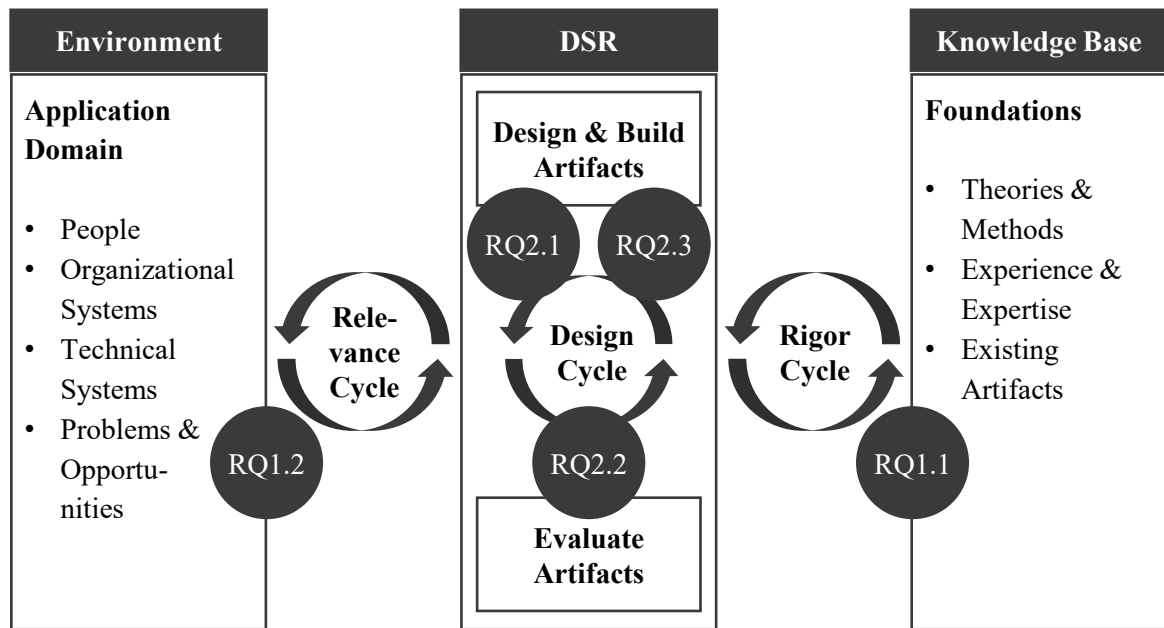 Environment
Application
Domain
• People
• Organizational
Systems
• Technical
Systems
• Problems &
Opportu-
nities
RQ1.2
Rele-
vance
Cycle
DSR
Design & Build
Artifacts
RQ2.1
RQ2.3
Design
Cycle
RQ2.2
Evaluate
Artifacts
Rigor
Cycle
Knowledge Base
Foundations
• Theories &
Methods
• Experience &
Expertise
• Existing
Artifacts
RQ1.1